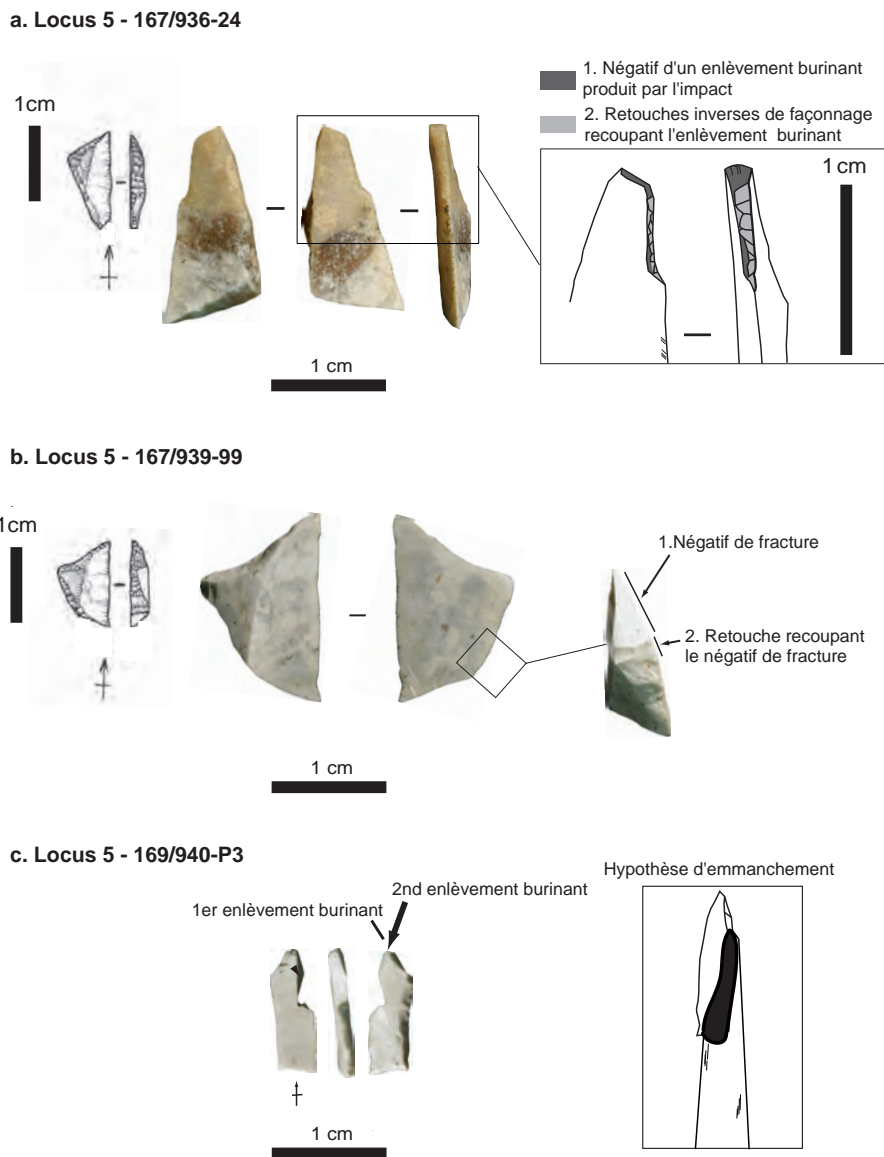 a. Locus 5 - 167/936-24
1cm
1. Négatif d'un enlèvement burinant
produit par l'impact
2. Retouches inverses de façonnage
recoupant l'enlèvement burinant
1 cm
1 cm
b. Locus 5 - 167/939-99
1cm
1.Négatif de fracture
2. Retouche recoupant
le négatif de fracture
1 cm
c. Locus 5 - 169/940-P3
Hypothèse d'emmanchement
2nd enlèvement burinant
1er enlèvement burinant
1 cm